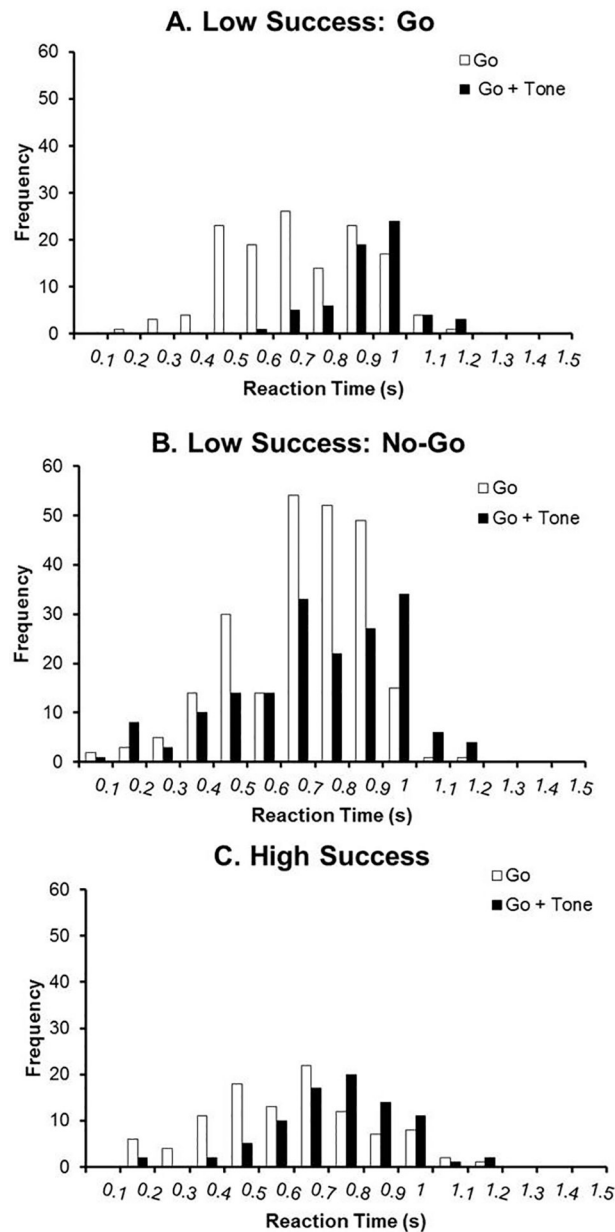 A. Low Success: Go
60
50
40
30
20
10
0
Frequency
Go
Go + Tone
0.1 0.2 0.3 0.4 0.5 0.6 0.7 0.8 0.9 1 1.1 1.2 1.3 1.4 1.5
Reaction Time (s)
B. Low Success: No-Go
60
50
40
30
20
10
0
Frequency
Go
Go + Tone
0.1 0.2 0.3 0.4 0.5 0.6 0.7 0.8 0.9 1 1.1 1.2 1.3 1.4 1.5
Reaction Time (s)
C. High Success
60
50
40
30
20
10
0
Frequency
Go
Go + Tone
0.1 0.2 0.3 0.4 0.5 0.6 0.7 0.8 0.9 1 1.1 1.2 1.3 1.4 1.5
Reaction Time (s)